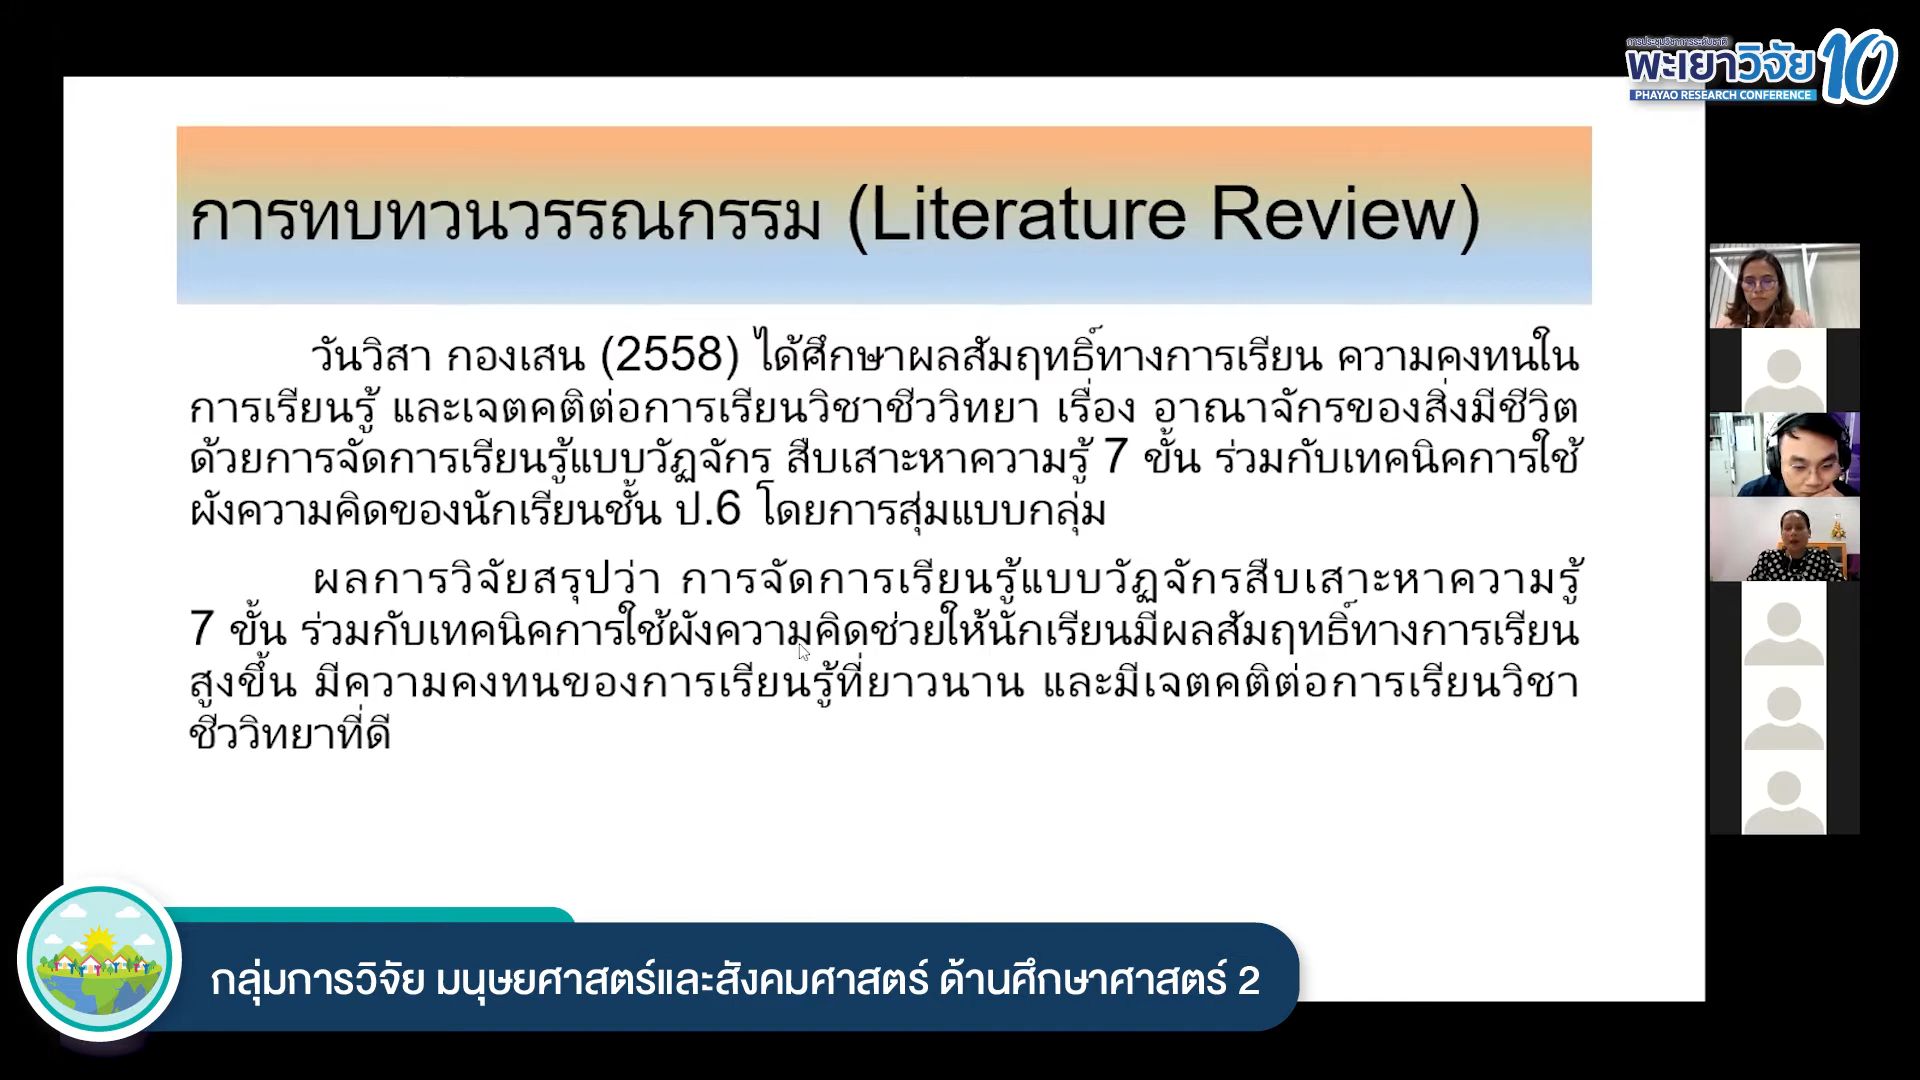 การประชุมวิชาการระดับชาติ
พะเยาวิจัย 10
PHAYAO RESEARCH CONFERENCE
การทบทวนวรรณกรรม (Literature Review)
วันวิสา กองเสน (2558) ได้ศึกษาผลสัมฤทธิ์ทางการเรียน ความคงทนใน
การเรียนรู้ และเจตคติต่อการเรียนวิชาชีววิทยา เรื่อง อาณาจักรของสิ่งมีชีวิต
ด้วยการจัดการเรียนรู้แบบวัฏจักร สืบเสาะหาความรู้ 7 ขั้น ร่วมกับเทคนิคการใช้
ผังความคิดของนักเรียนชั้น ป.6 โดยการสุ่มแบบกลุ่ม
ผลการวิจัยสรุปว่า การจัดการเรียนรู้แบบวัฏจักรสืบเสาะหาความรู้
7 ขั้น ร่วมกับเทคนิคการใช้ผังความคิดช่วยให้นักเรียนมีผลสัมฤทธิ์ทางการเรียน
สูงขึ้น มีความคงทนของการเรียนรู้ที่ยาวนาน และมีเจตคติต่อการเรียนวิชา
ชีววิทยาที่ดี
กลุ่มการวิจัย มนุษยศาสตร์และสังคมศาสตร์ ด้านศึกษาศาสตร์ 2